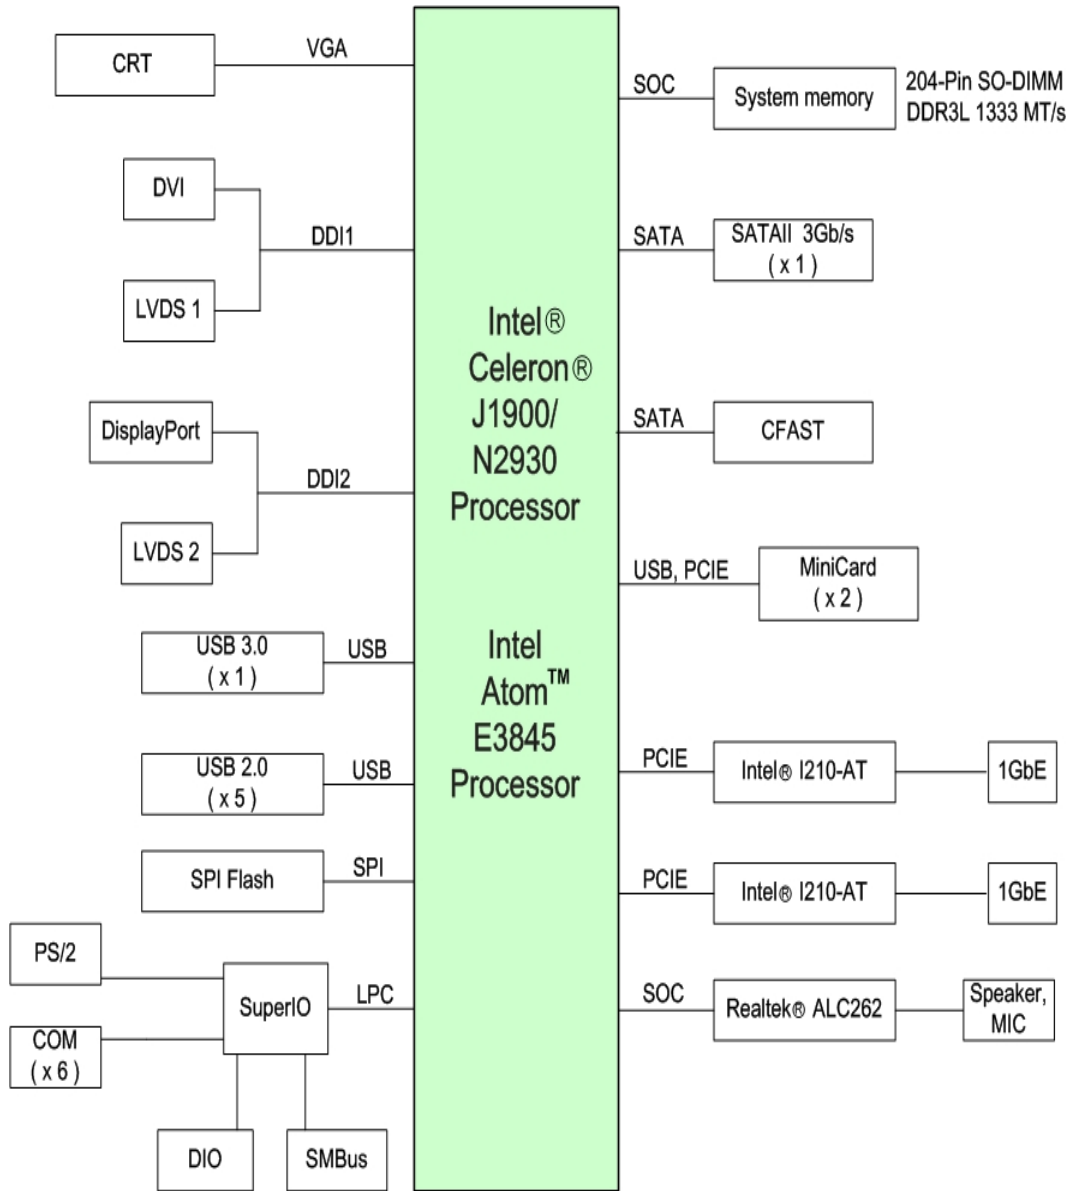 CRT
VGA
DVI
DDI1
LVDS 1
DisplayPort
DDI2
LVDS 2
USB 3.0
( x 1 )
USB
USB 2.0
( x 5 )
USB
SPI Flash
SPI
PS/2
SuperIO
LPC
COM
( x 6 )
DIO
SMBus
Intel®
Celeron®
J1900/
N2930
Processor
Intel
Atom™
E3845
Processor
SOC
System memory
204-Pin SO-DIMM
DDR3L 1333 MT/s
SATA
SATAII 3Gb/s
( x 1 )
SATA
CFAST
USB, PCIE
MiniCard
( x 2 )
PCIE
Intel® I210-AT
1GbE
PCIE
Intel® I210-AT
1GbE
SOC
Realtek® ALC262
Speaker,
MIC